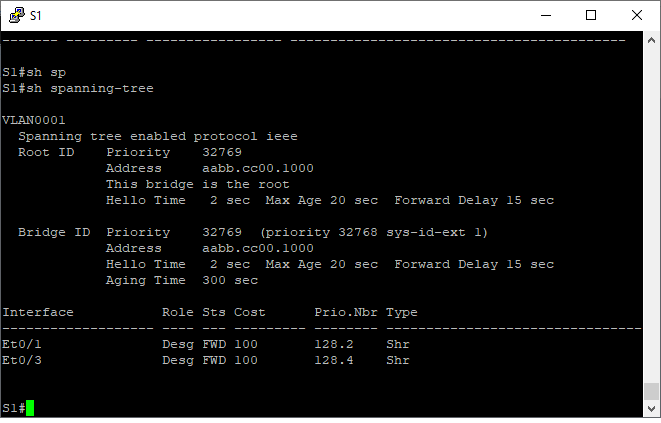 S1
------- --------- ---------------- ------------------------------------------
S1#sh sp
S1#sh spanning-tree
VLAN0001
  Spanning tree enabled protocol ieee
  Root ID    Priority    32769
             Address     aabb.cc00.1000
             This bridge is the root
             Hello Time   2 sec  Max Age 20 sec  Forward Delay 15 sec
  Bridge ID  Priority    32769  (priority 32768 sys-id-ext 1)
             Address     aabb.cc00.1000
             Hello Time   2 sec  Max Age 20 sec  Forward Delay 15 sec
             Aging Time  300 sec
Interface           Role Sts Cost      Prio.Nbr Type
------------------- ---- --- --------- -------- --------------------------------
Et0/1               Desg FWD 100       128.2    Shr
Et0/3               Desg FWD 100       128.4    Shr
S1#